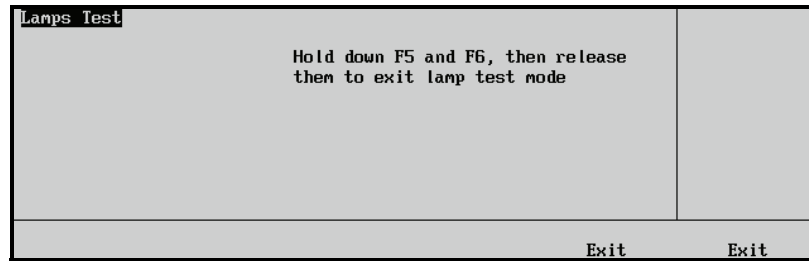 Lamps Test
Hold down F5 and F6, then release
them to exit lamp test mode
Exit Exit